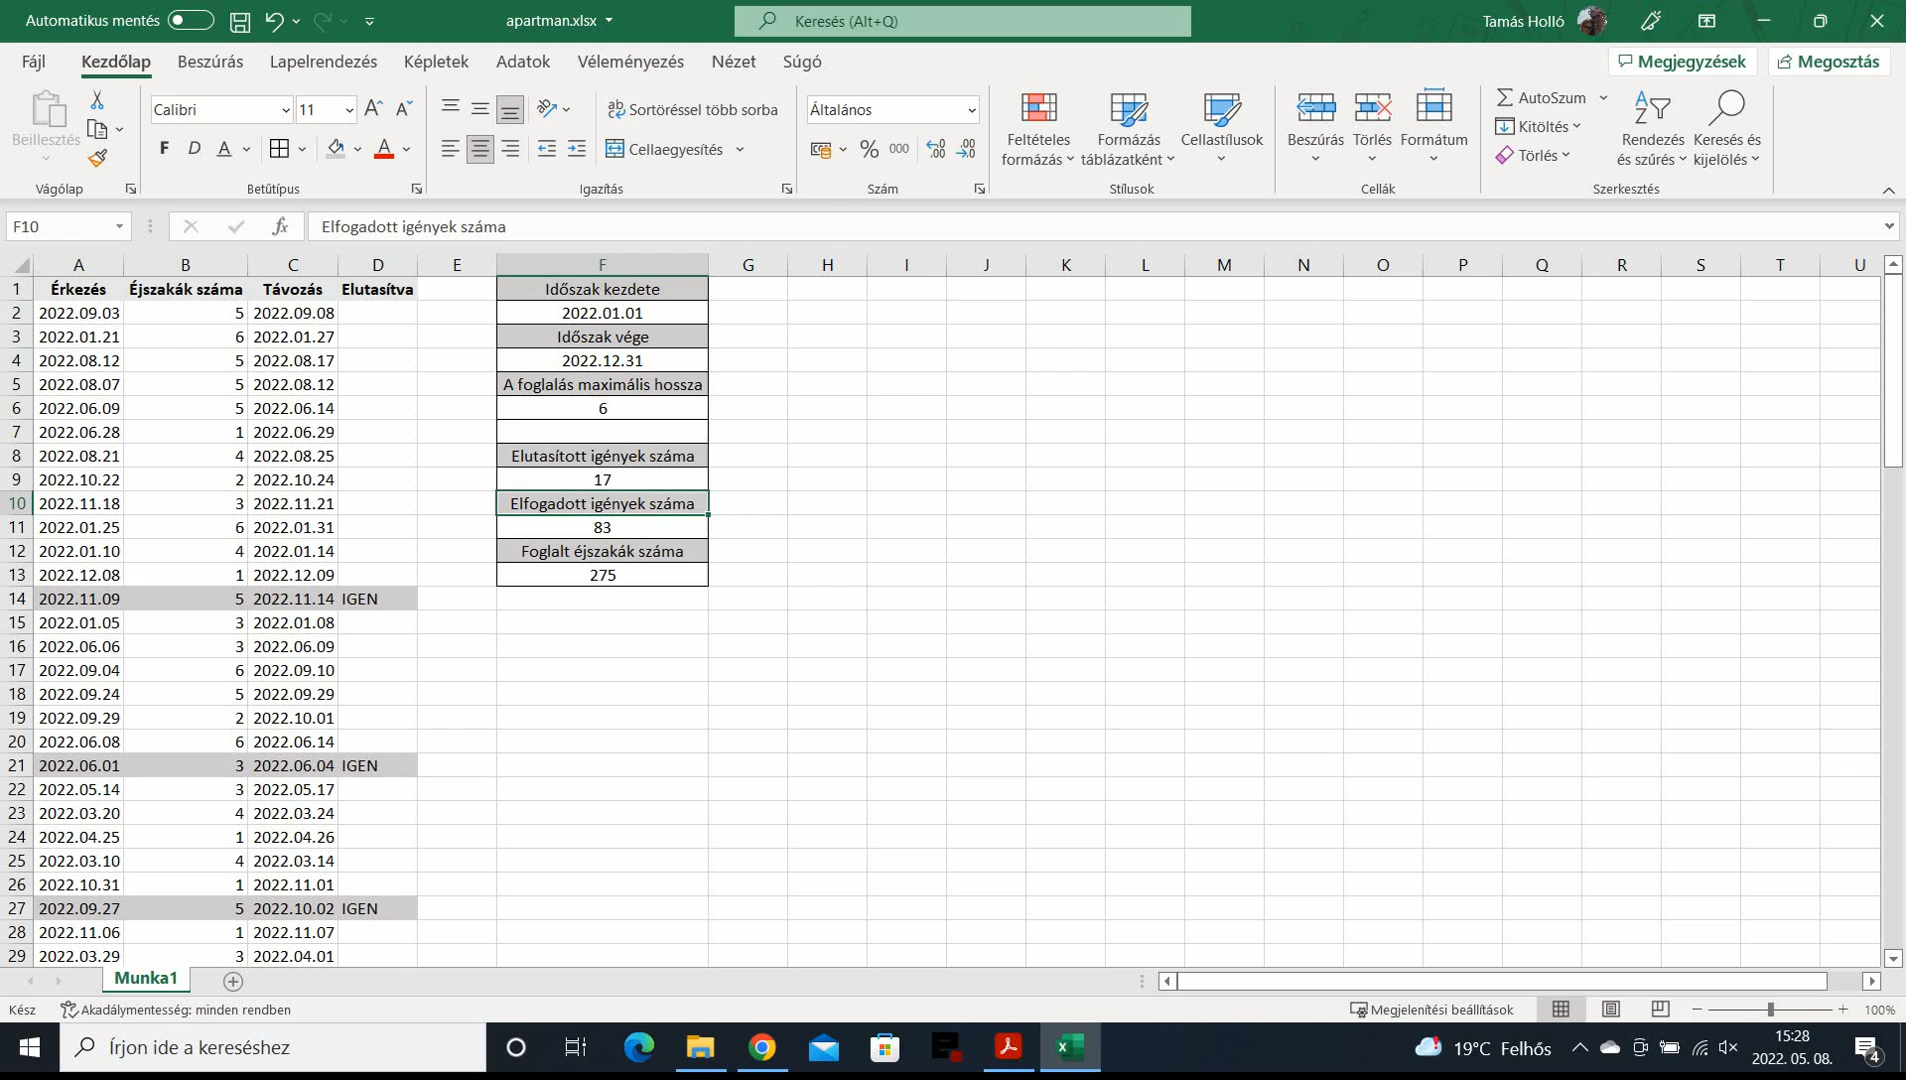 Automatikus mentés
apartman.xlsx
Keresés (Alt+Q)
Tamás Holló
Fájl Kezdőlap Beszúrás Lapelrendezés Képletek Adatok Véleményezés Nézet Súgó
Megjegyzések Megosztás
Beillesztés
Vágólap
Calibri 11
F D A
Betűtípus
Sortöréssel több sorba
Cellaegyesítés
Igazítás
Általános
% 000
Szám
Feltételes formázás
Formázás táblázatként
Cellastílusok
Stílusok
Beszúrás Törlés Formátum
Cellák
AutoSzum
Kitöltés
Törlés
Rendezés és szűrés
Keresés és kijelölés
Szerkesztés
F10 fx Elfogadott igények száma
A B C D E F G H I J K L M N O P Q R S T U
1 Érkezés Éjszakák száma Távozás Elutasítva Időszak kezdete
2 2022.09.03 5 2022.09.08 2022.01.01
3 2022.01.21 6 2022.01.27 Időszak vége
4 2022.08.12 5 2022.08.17 2022.12.31
5 2022.08.07 5 2022.08.12 A foglalás maximális hossza
6 2022.06.09 5 2022.06.14 6
7 2022.06.28 1 2022.06.29
8 2022.08.21 4 2022.08.25 Elutasított igények száma
9 2022.10.22 2 2022.10.24 17
10 2022.11.18 3 2022.11.21 Elfogadott igények száma
11 2022.01.25 6 2022.01.31 83
12 2022.01.10 4 2022.01.14 Foglalt éjszakák száma
13 2022.12.08 1 2022.12.09 275
14 2022.11.09 5 2022.11.14 IGEN
15 2022.01.05 3 2022.01.08
16 2022.06.06 3 2022.06.09
17 2022.09.04 6 2022.09.10
18 2022.09.24 5 2022.09.29
19 2022.09.29 2 2022.10.01
20 2022.06.08 6 2022.06.14
21 2022.06.01 3 2022.06.04 IGEN
22 2022.05.14 3 2022.05.17
23 2022.03.20 4 2022.03.24
24 2022.04.25 1 2022.04.26
25 2022.03.10 4 2022.03.14
26 2022.10.31 1 2022.11.01
27 2022.09.27 5 2022.10.02 IGEN
28 2022.11.06 1 2022.11.07
29 2022.03.29 3 2022.04.01
Munka1
Kész Akadálymentesség: minden rendben
Megjelenítési beállítások
100%
Írjon ide a kereséshez
19°C Felhős
15:28
2022. 05. 08.
4